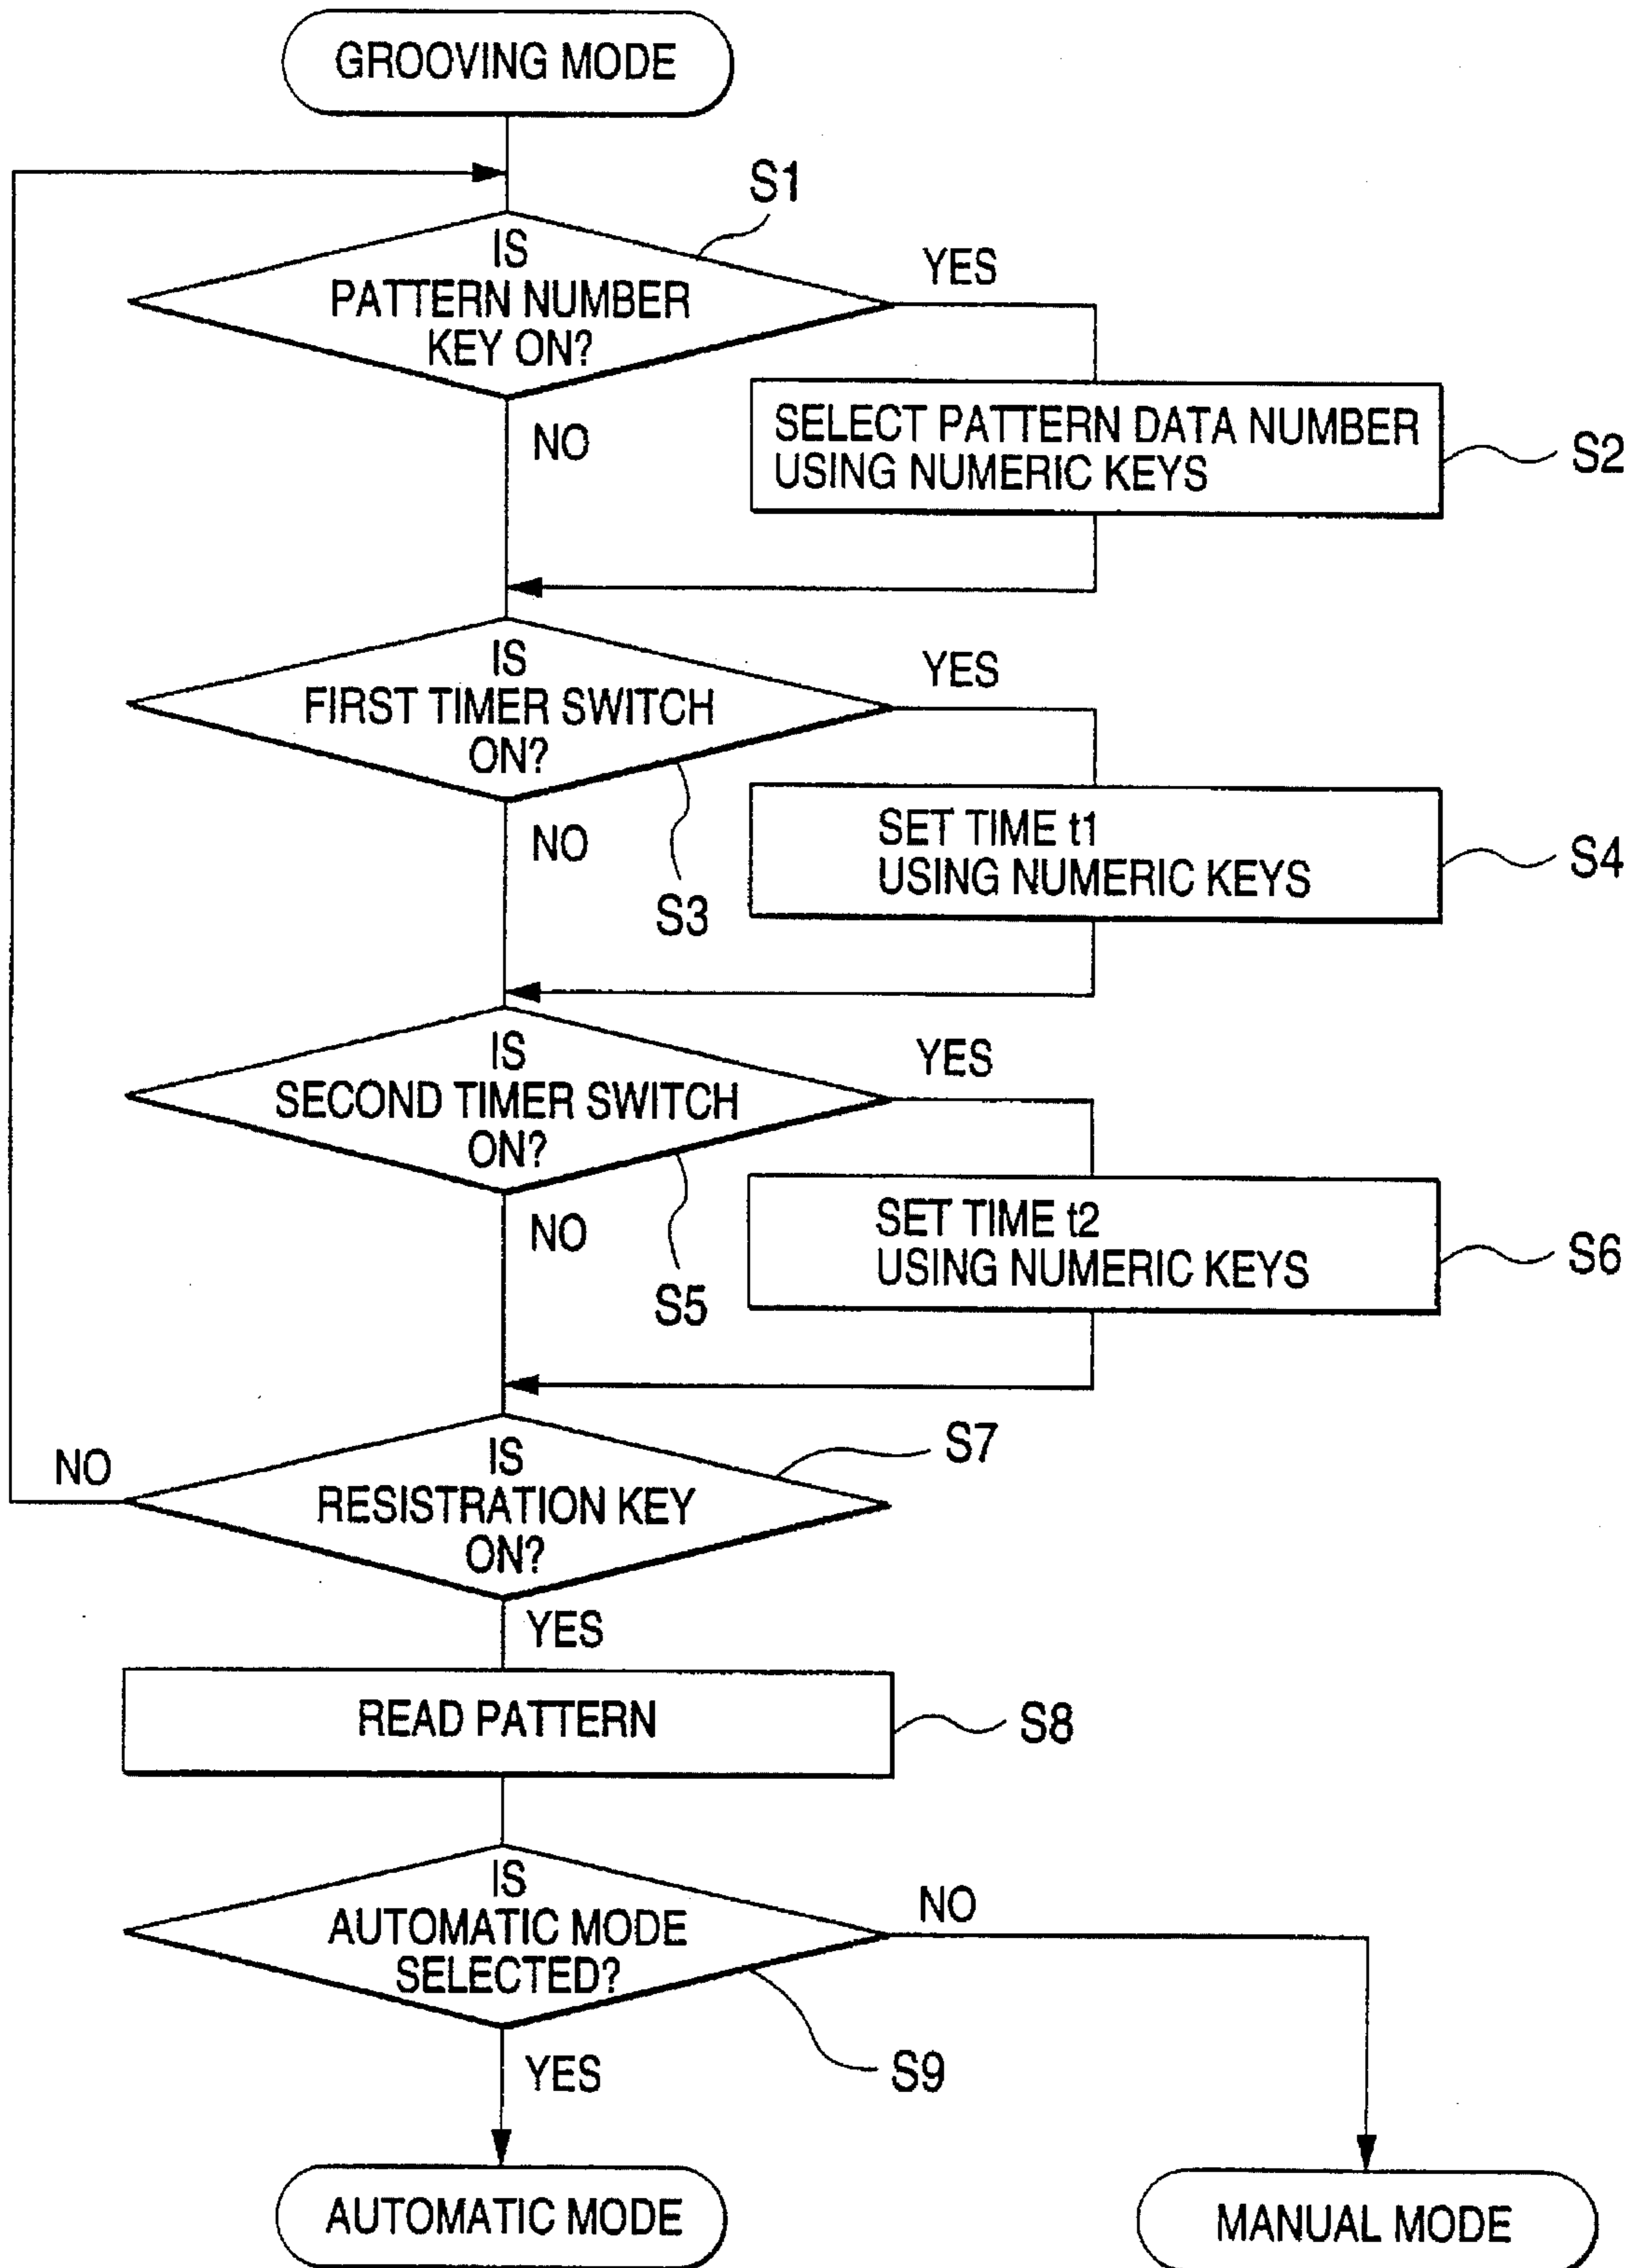 GROOVING MODE
S1
IS
PATTERN NUMBER
KEY ON?
YES
NO
SELECT PATTERN DATA NUMBER
USING NUMERIC KEYS
S2
IS
FIRST TIMER SWITCH
ON?
YES
NO
S3
SET TIME t1
USING NUMERIC KEYS
S4
IS
SECOND TIMER SWITCH
ON?
YES
NO
S5
SET TIME t2
USING NUMERIC KEYS
S6
IS
RESISTRATION KEY
ON?
S7
NO
YES
READ PATTERN
S8
IS
AUTOMATIC MODE
SELECTED?
NO
YES
S9
AUTOMATIC MODE
MANUAL MODE